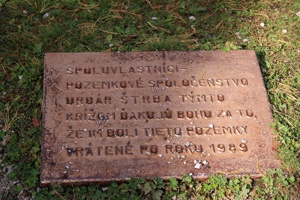 SPOLUVLASTNÍCI -
POZEMKOVÉ SPOLOČENSTVO
URBÁR ŠTRBA TÝMTO
KRÍŽOM ĎAKUJÚ BOHU ZA TO,
ŽE IM BOLI TIETO POZEMKY
VRÁTENÉ PO ROKU 1989